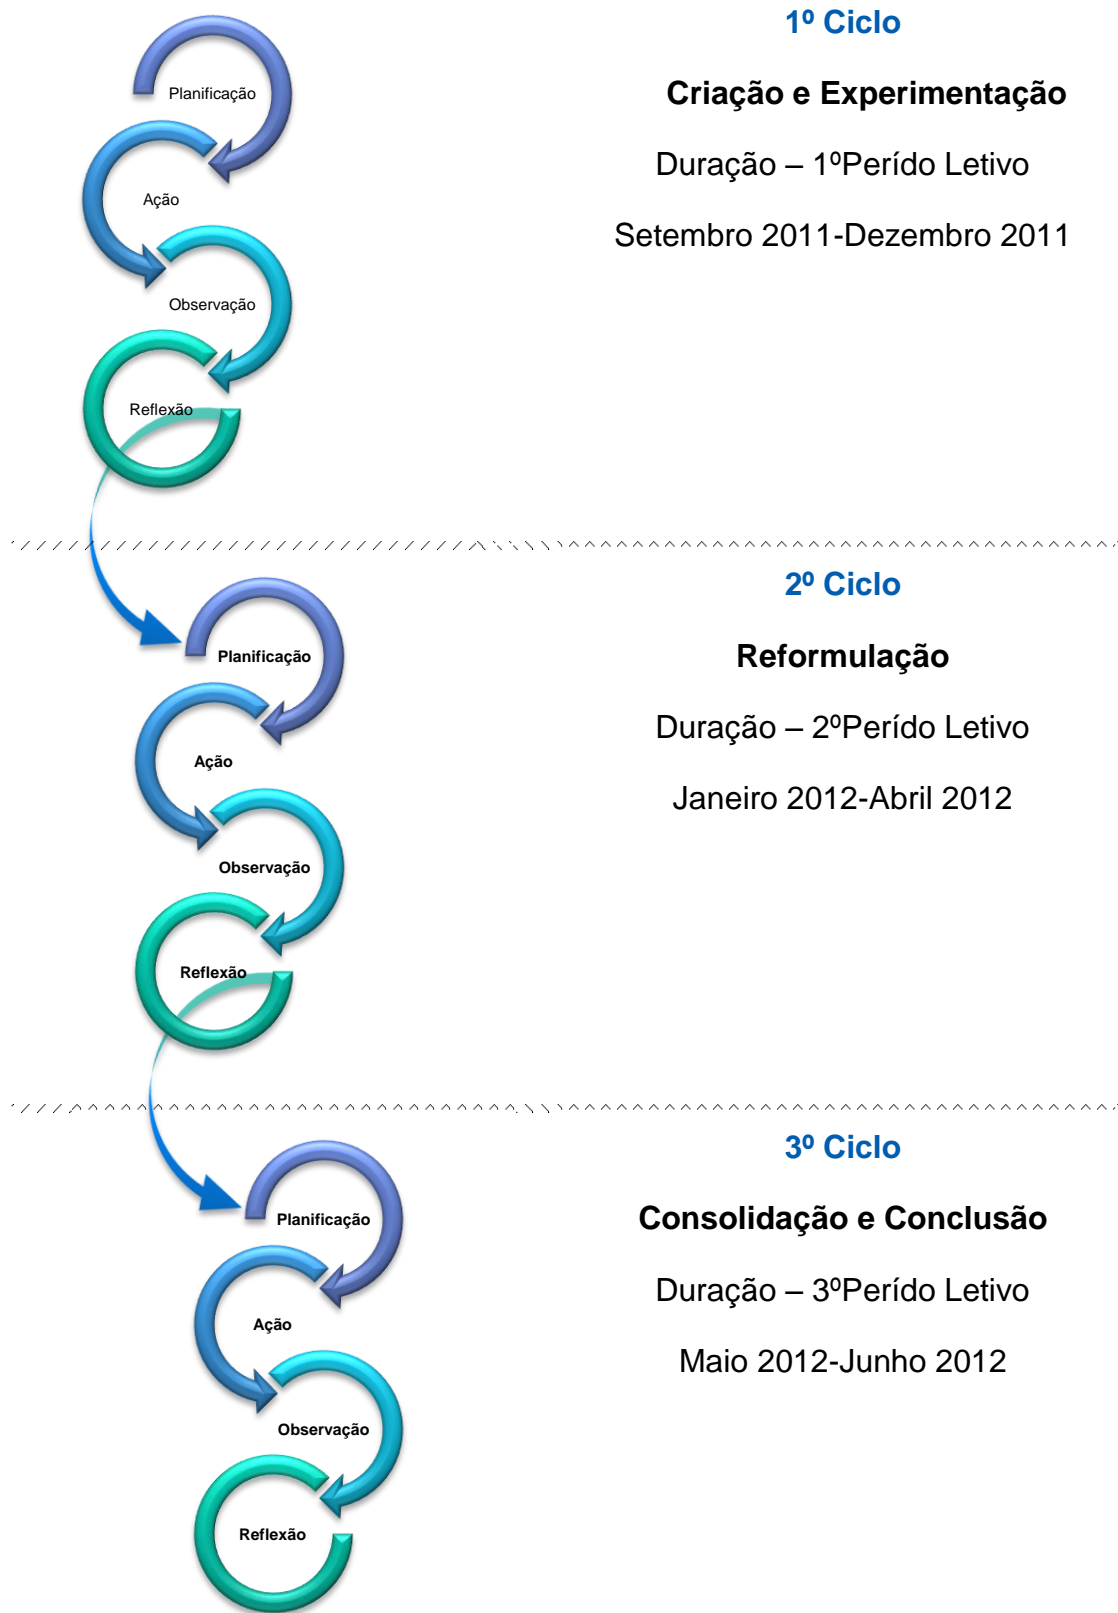 1º Ciclo
Criação e Experimentação
Duração – 1ºPerído Letivo
Setembro 2011-Dezembro 2011
Planificação
Ação
Observação
Reflexão
2º Ciclo
Reformulação
Duração – 2ºPerído Letivo
Janeiro 2012-Abril 2012
Planificação
Ação
Observação
Reflexão
3º Ciclo
Consolidação e Conclusão
Duração – 3ºPerído Letivo
Maio 2012-Junho 2012
Planificação
Ação
Observação
Reflexão